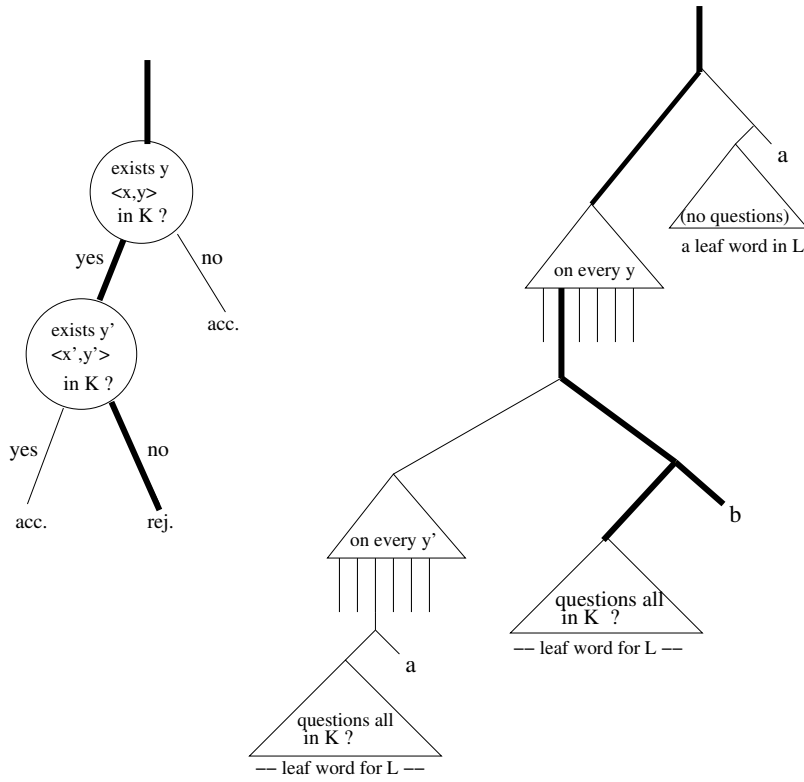 exists y
<x,y>
in K ?
yes
no
acc.
exists y’
<x’,y’>
in K ?
yes
no
acc.
rej.
a
(no questions)
a leaf word in L
on every y
on every y’
b
questions all
in K ?
−− leaf word for L −−
a
questions all
in K ?
−− leaf word for L −−